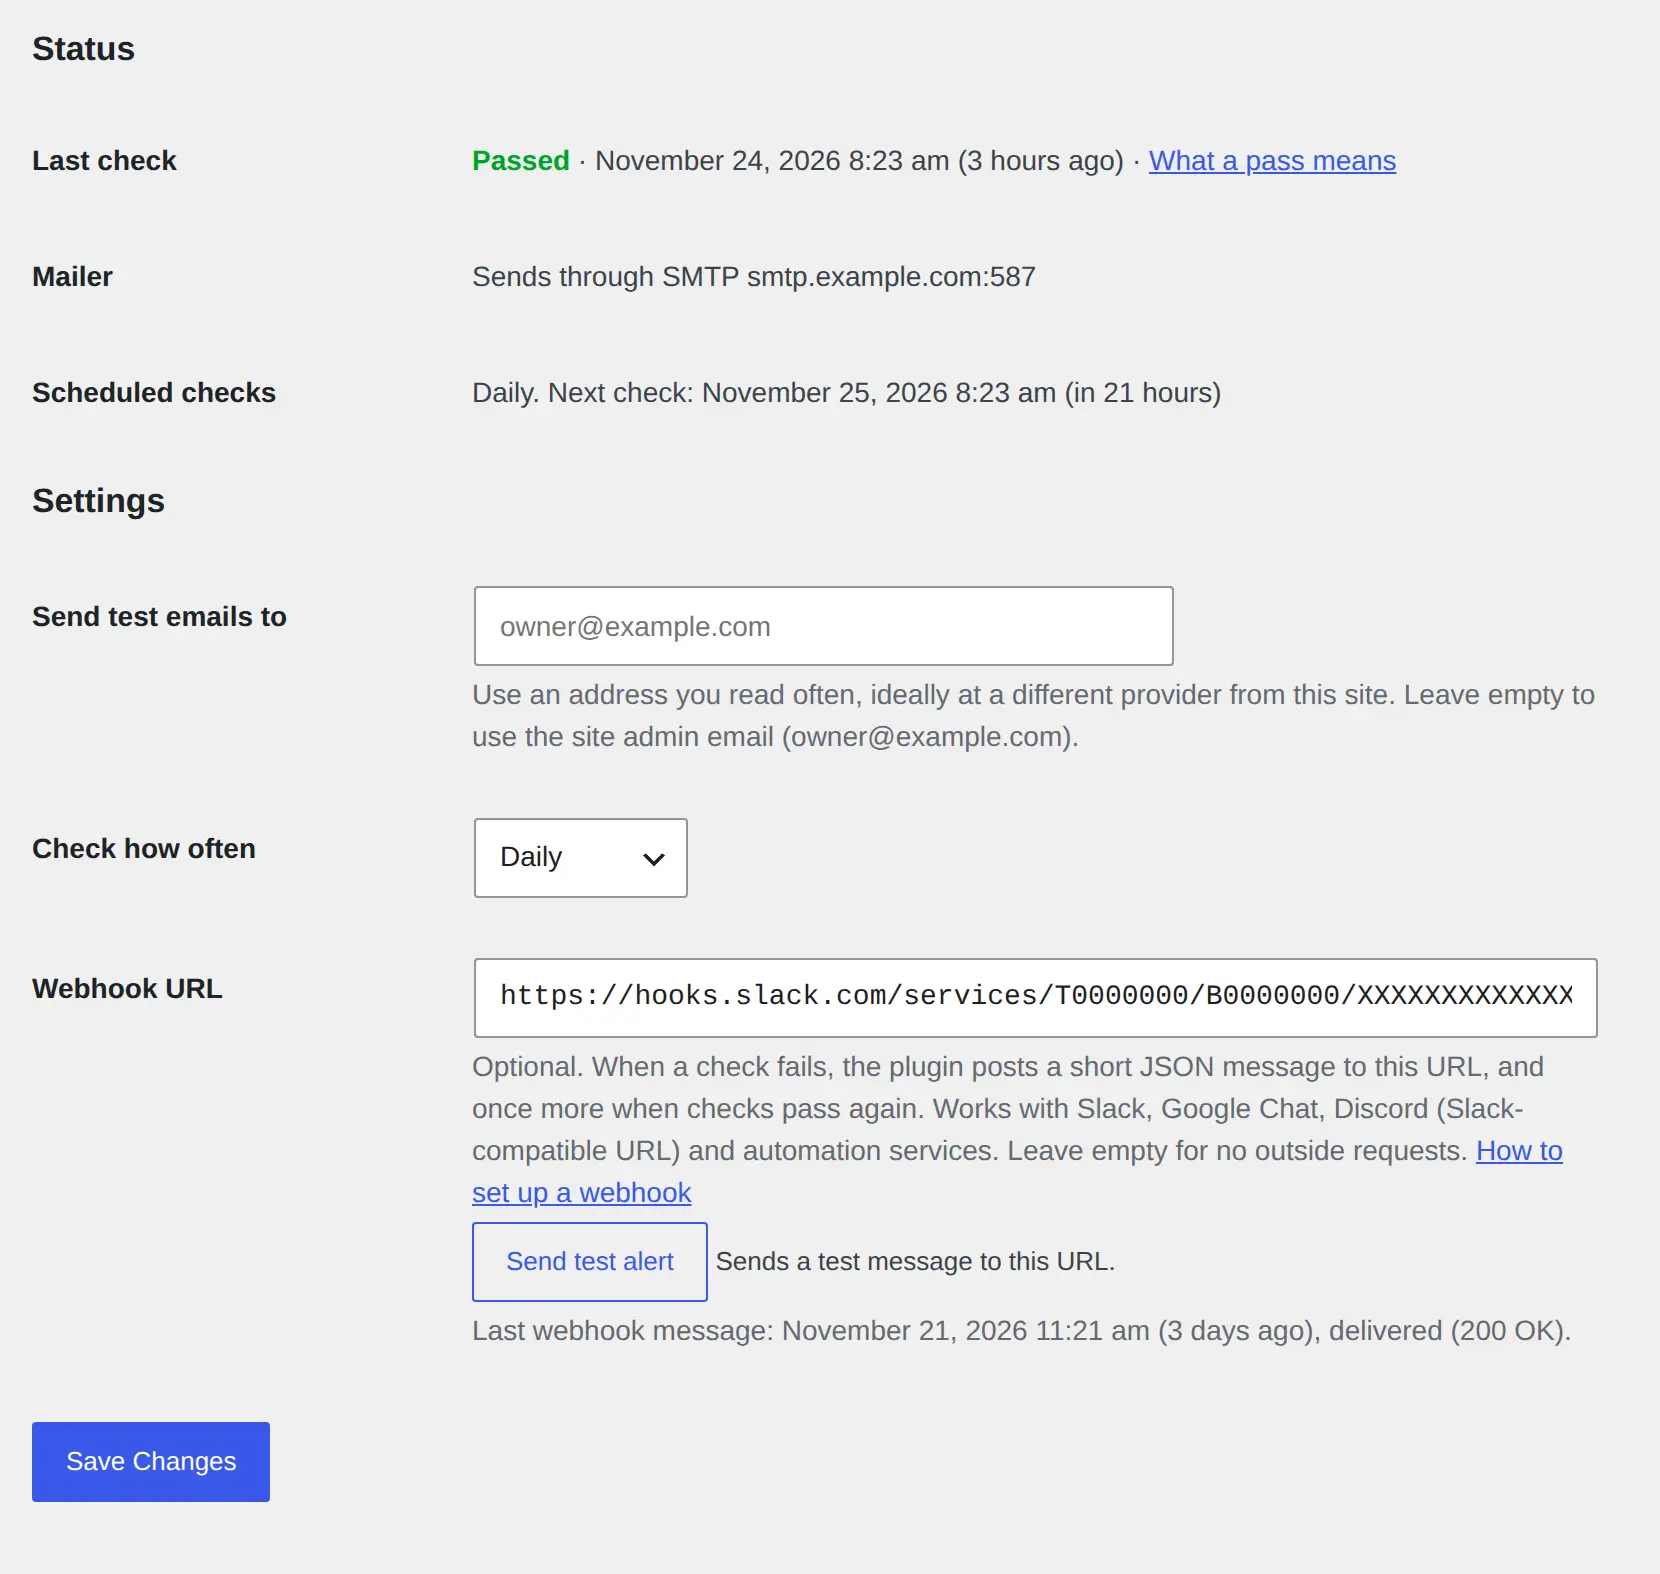 Status
Last check
Passed · November 24, 2026 8:23 am (3 hours ago) · What a pass means
Mailer
Sends through SMTP smtp.example.com:587
Scheduled checks
Daily. Next check: November 25, 2026 8:23 am (in 21 hours)
Settings
Send test emails to
owner@example.com
Use an address you read often, ideally at a different provider from this site. Leave empty to
use the site admin email (owner@example.com).
Check how often
Daily
Webhook URL
https://hooks.slack.com/services/T0000000/B0000000/XXXXXXXXXXXXX
Optional. When a check fails, the plugin posts a short JSON message to this URL, and
once more when checks pass again. Works with Slack, Google Chat, Discord (Slack-
compatible URL) and automation services. Leave empty for no outside requests. How to
set up a webhook
Send test alert
Sends a test message to this URL.
Last webhook message: November 21, 2026 11:21 am (3 days ago), delivered (200 OK).
Save Changes